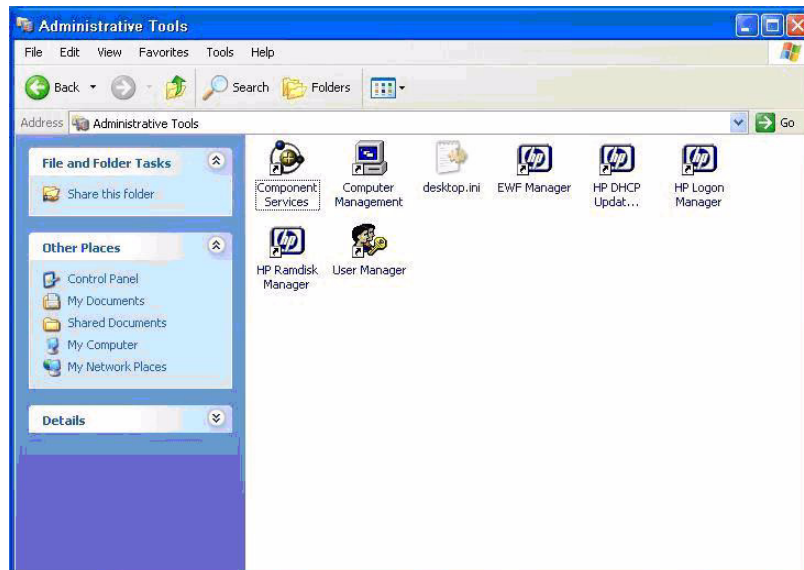 Administrative Tools
File Edit View Favorites Tools Help
Back Search Folders
Address Administrative Tools Go
File and Folder Tasks
Share this folder
Other Places
Control Panel
My Documents
Shared Documents
My Computer
My Network Places
Details
Component Services
Computer Management
desktop.ini
EWF Manager
HP DHCP Updat...
HP Logon Manager
HP Ramdisk Manager
User Manager